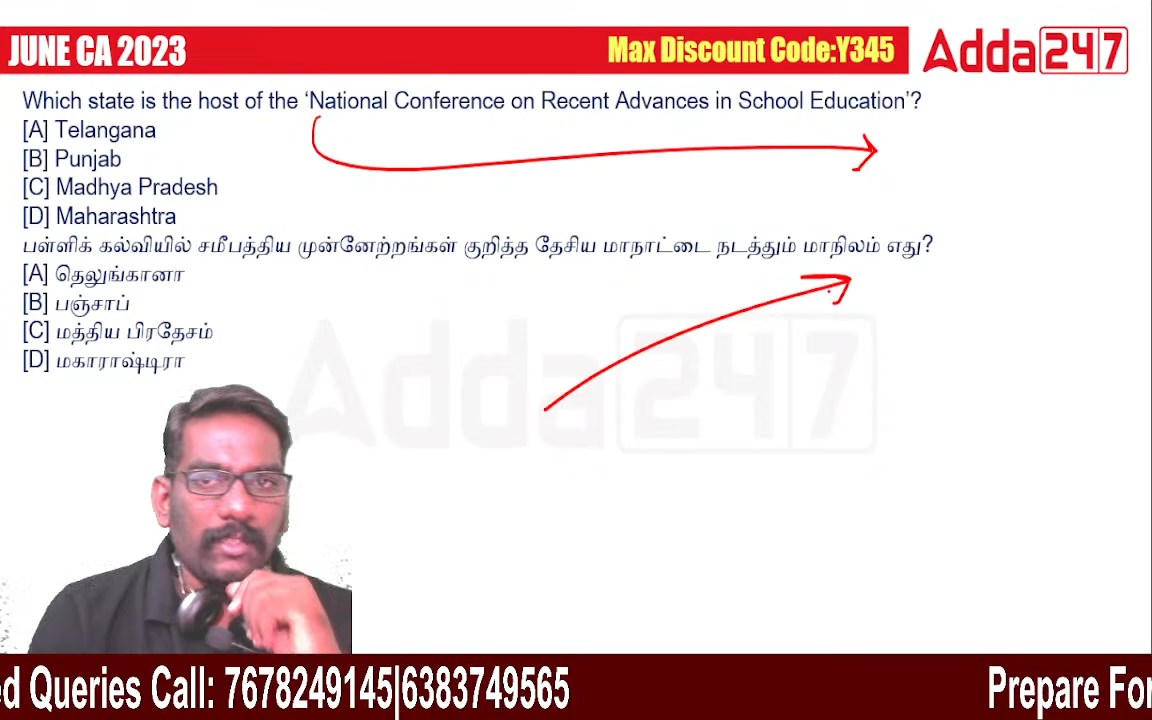 JUNE CA 2023
Max Discount Code:Y345
Adda247
Which state is the host of the ‘National Conference on Recent Advances in School Education’?
[A] Telangana
[B] Punjab
[C] Madhya Pradesh
[D] Maharashtra
பள்ளிக் கல்வியில் சமீபத்திய முன்னேற்றங்கள் குறித்த தேசிய மாநாட்டை நடத்தும் மாநிலம் எது?
[A] தெலுங்கானா
[B] பஞ்சாப்
[C] மத்திய பிரதேசம்
[D] மகாராஷ்டிரா
Adda247
Queries Call: 7678249145|6383749565
Prepare For